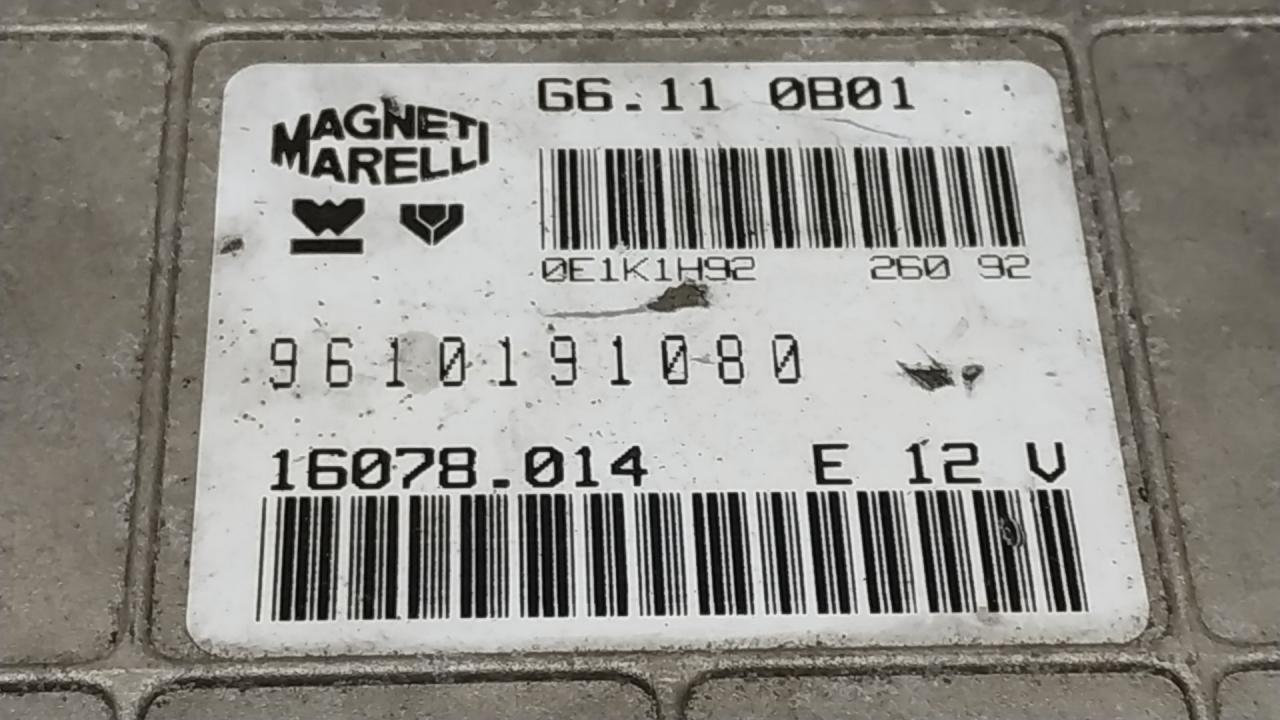 MAGNETI
MARELLI
G6.11 0B01
0E1K1H92 260 92
9610191080
16078.014 E 12 V